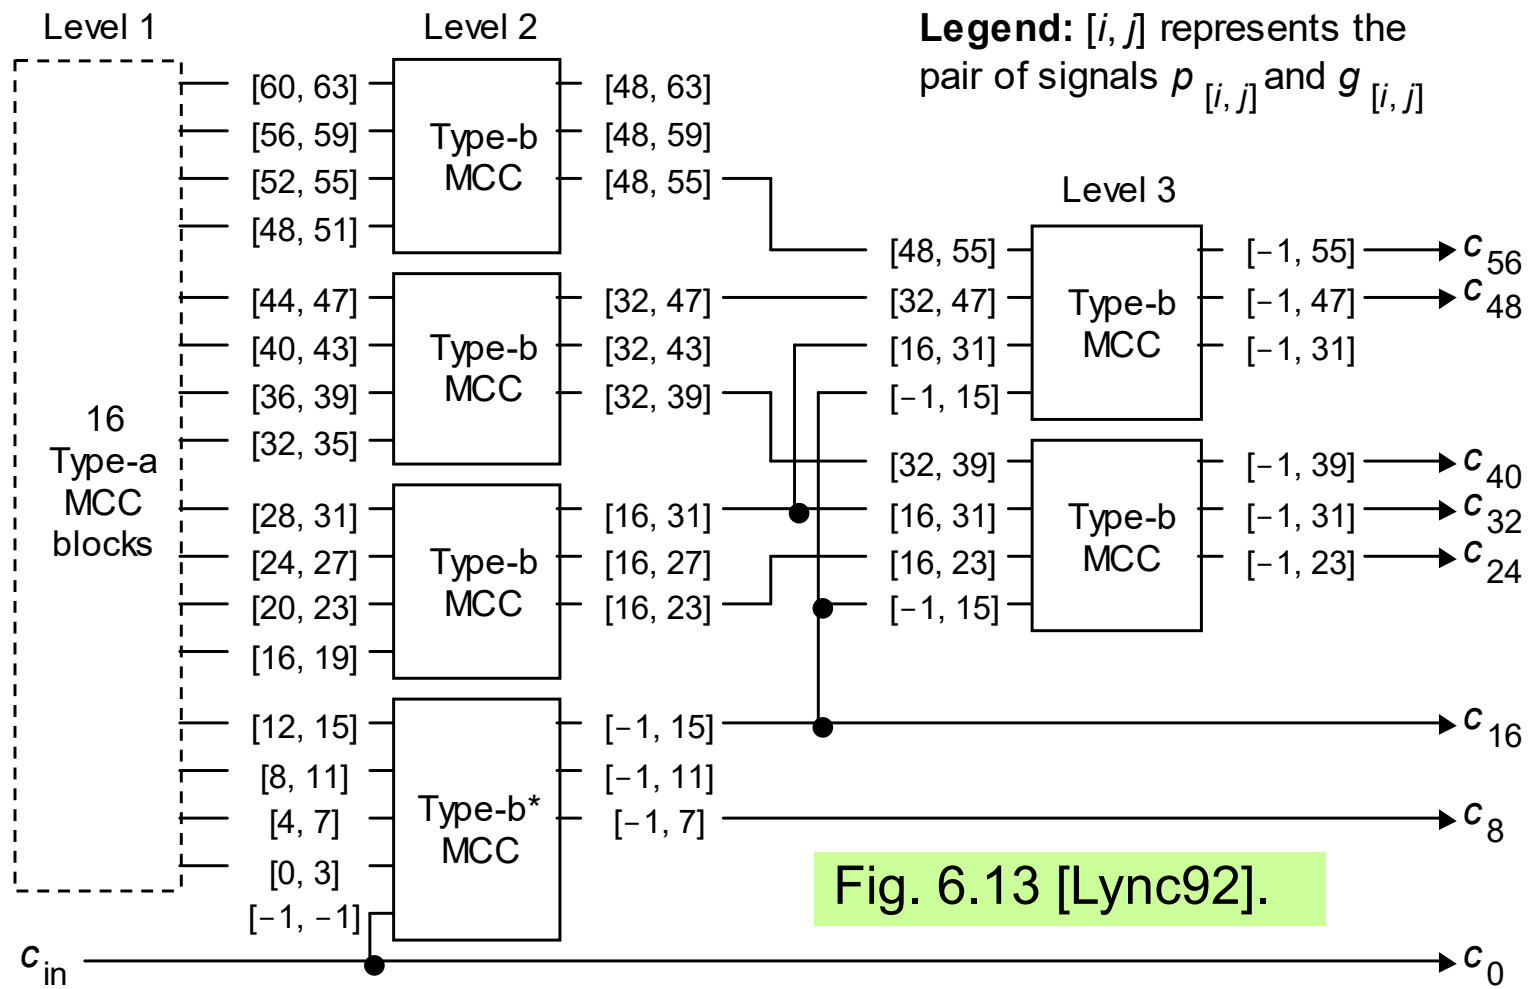 Level 1
Level 2
Legend: [i, j] represents the
pair of signals p [i, j] and g [i, j]
[60, 63]
[56, 59]
[52, 55]
[48, 51]
Type-b
MCC
[48, 63]
[48, 59]
[48, 55]
[44, 47]
[40, 43]
[36, 39]
[32, 35]
Type-b
MCC
[32, 47]
[32, 43]
[32, 39]
16
Type-a
MCC
blocks
[28, 31]
[24, 27]
[20, 23]
[16, 19]
Type-b
MCC
[16, 31]
[16, 27]
[16, 23]
[12, 15]
[8, 11]
[4, 7]
[0, 3]
[−1, −1]
Type-b*
MCC
[−1, 15]
[−1, 11]
[−1, 7]
Level 3
[48, 55]
[32, 47]
[16, 31]
[−1, 15]
Type-b
MCC
[−1, 55]
[−1, 47]
[−1, 31]
c56
c48
[32, 39]
[16, 31]
[16, 23]
[−1, 15]
Type-b
MCC
[−1, 39]
[−1, 31]
[−1, 23]
c40
c32
c24
c16
c8
Fig. 6.13 [Lync92].
cin
c0